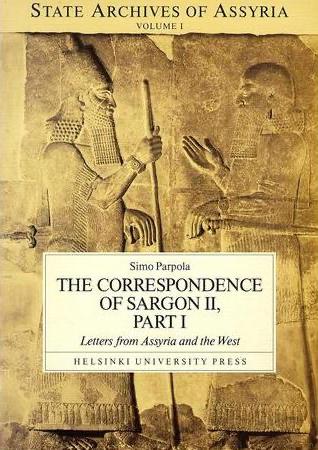 STATE ARCHIVES OF ASSYRIA
VOLUME I
Simo Parpola
THE CORRESPONDENCE
OF SARGON II,
PART I
Letters from Assyria and the West
HELSINKI UNIVERSITY PRESS